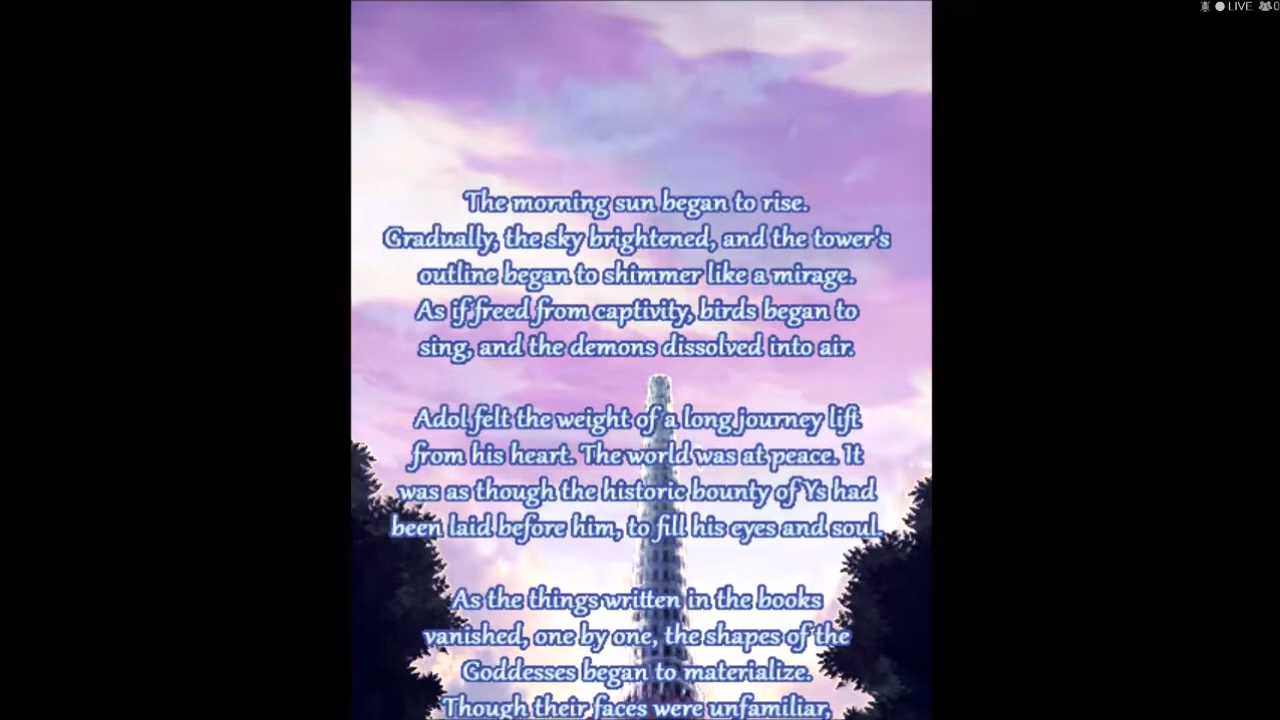 LIVE 0
The morning sun began to rise.
Gradually, the sky brightened, and the tower's
outline began to shimmer like a mirage.
As if freed from captivity, birds began to
sing, and the demons dissolved into air.
Adol felt the weight of a long journey lift
from his heart. The world was at peace. It
was as though the historic bounty of Ys had
been laid before him, to fill his eyes and soul.
As the things written in the books
vanished, one by one, the shapes of the
Goddesses began to materialize.
Though their faces were unfamiliar,